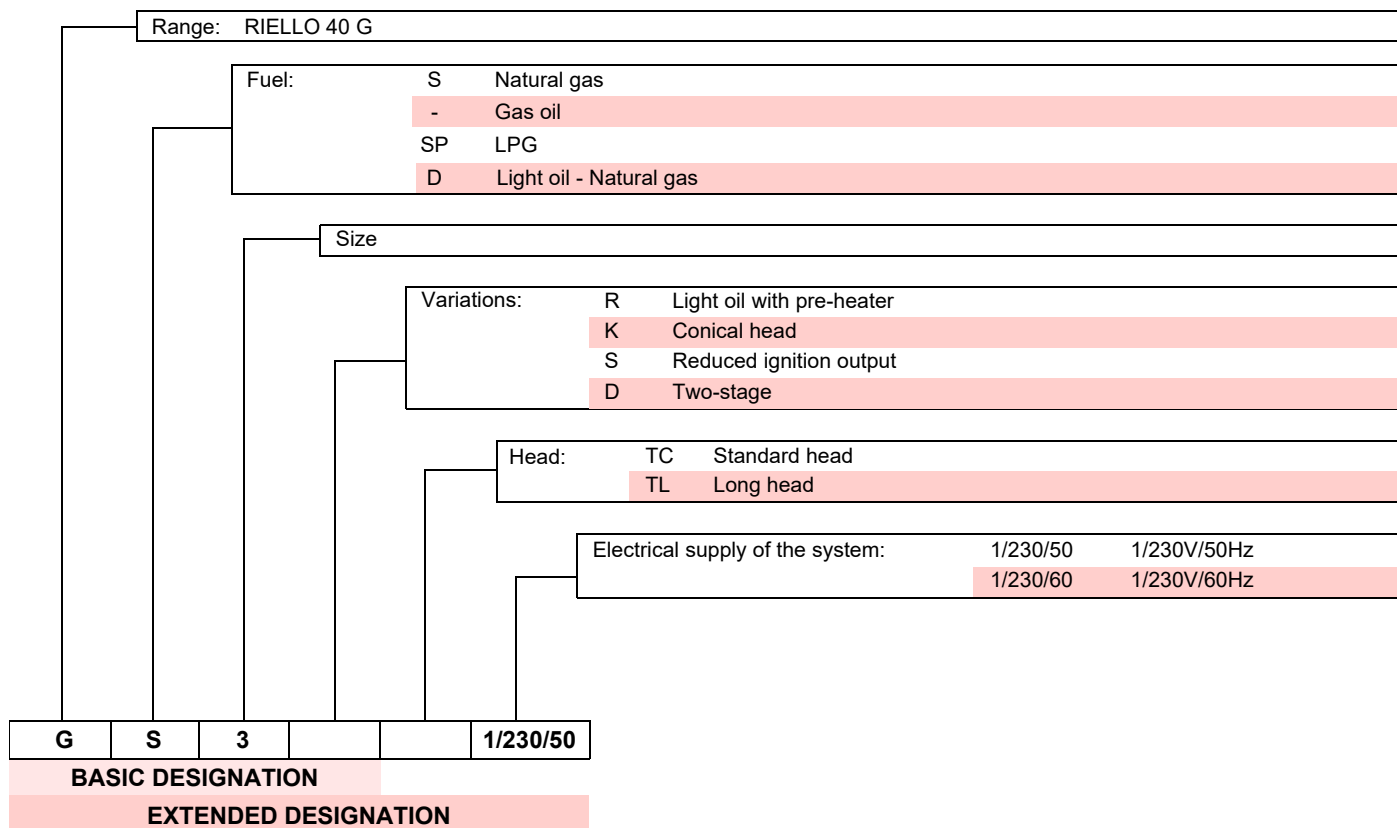 Range: RIELLO 40 G
Fuel: S Natural gas
- Gas oil
SP LPG
D Light oil - Natural gas
Size
Variations: R Light oil with pre-heater
K Conical head
S Reduced ignition output
D Two-stage
Head: TC Standard head
TL Long head
Electrical supply of the system: 1/230/50 1/230V/50Hz
1/230/60 1/230V/60Hz
G S 3 1/230/50
BASIC DESIGNATION
EXTENDED DESIGNATION